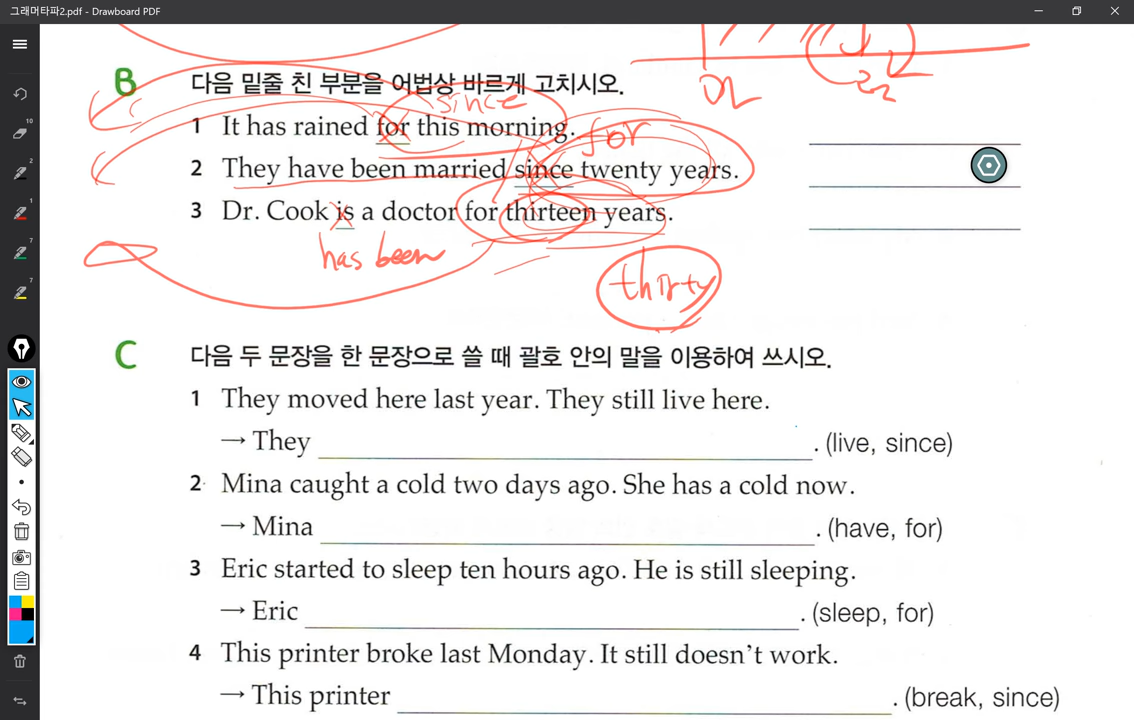 그래머타파2.pdf - Drawboard PDF
B 다음 밑줄 친 부분을 어법상 바르게 고치시오.
since
1 It has rained for this morning.
for
2 They have been married since twenty years.
3 Dr. Cook is a doctor for thirteen years.
has been
thirty
C 다음 두 문장을 한 문장으로 쓸 때 괄호 안의 말을 이용하여 쓰시오.
1 They moved here last year. They still live here.
→ They . (live, since)
2 Mina caught a cold two days ago. She has a cold now.
→ Mina . (have, for)
3 Eric started to sleep ten hours ago. He is still sleeping.
→ Eric . (sleep, for)
4 This printer broke last Monday. It still doesn't work.
→ This printer . (break, since)
10
2
1
7
7